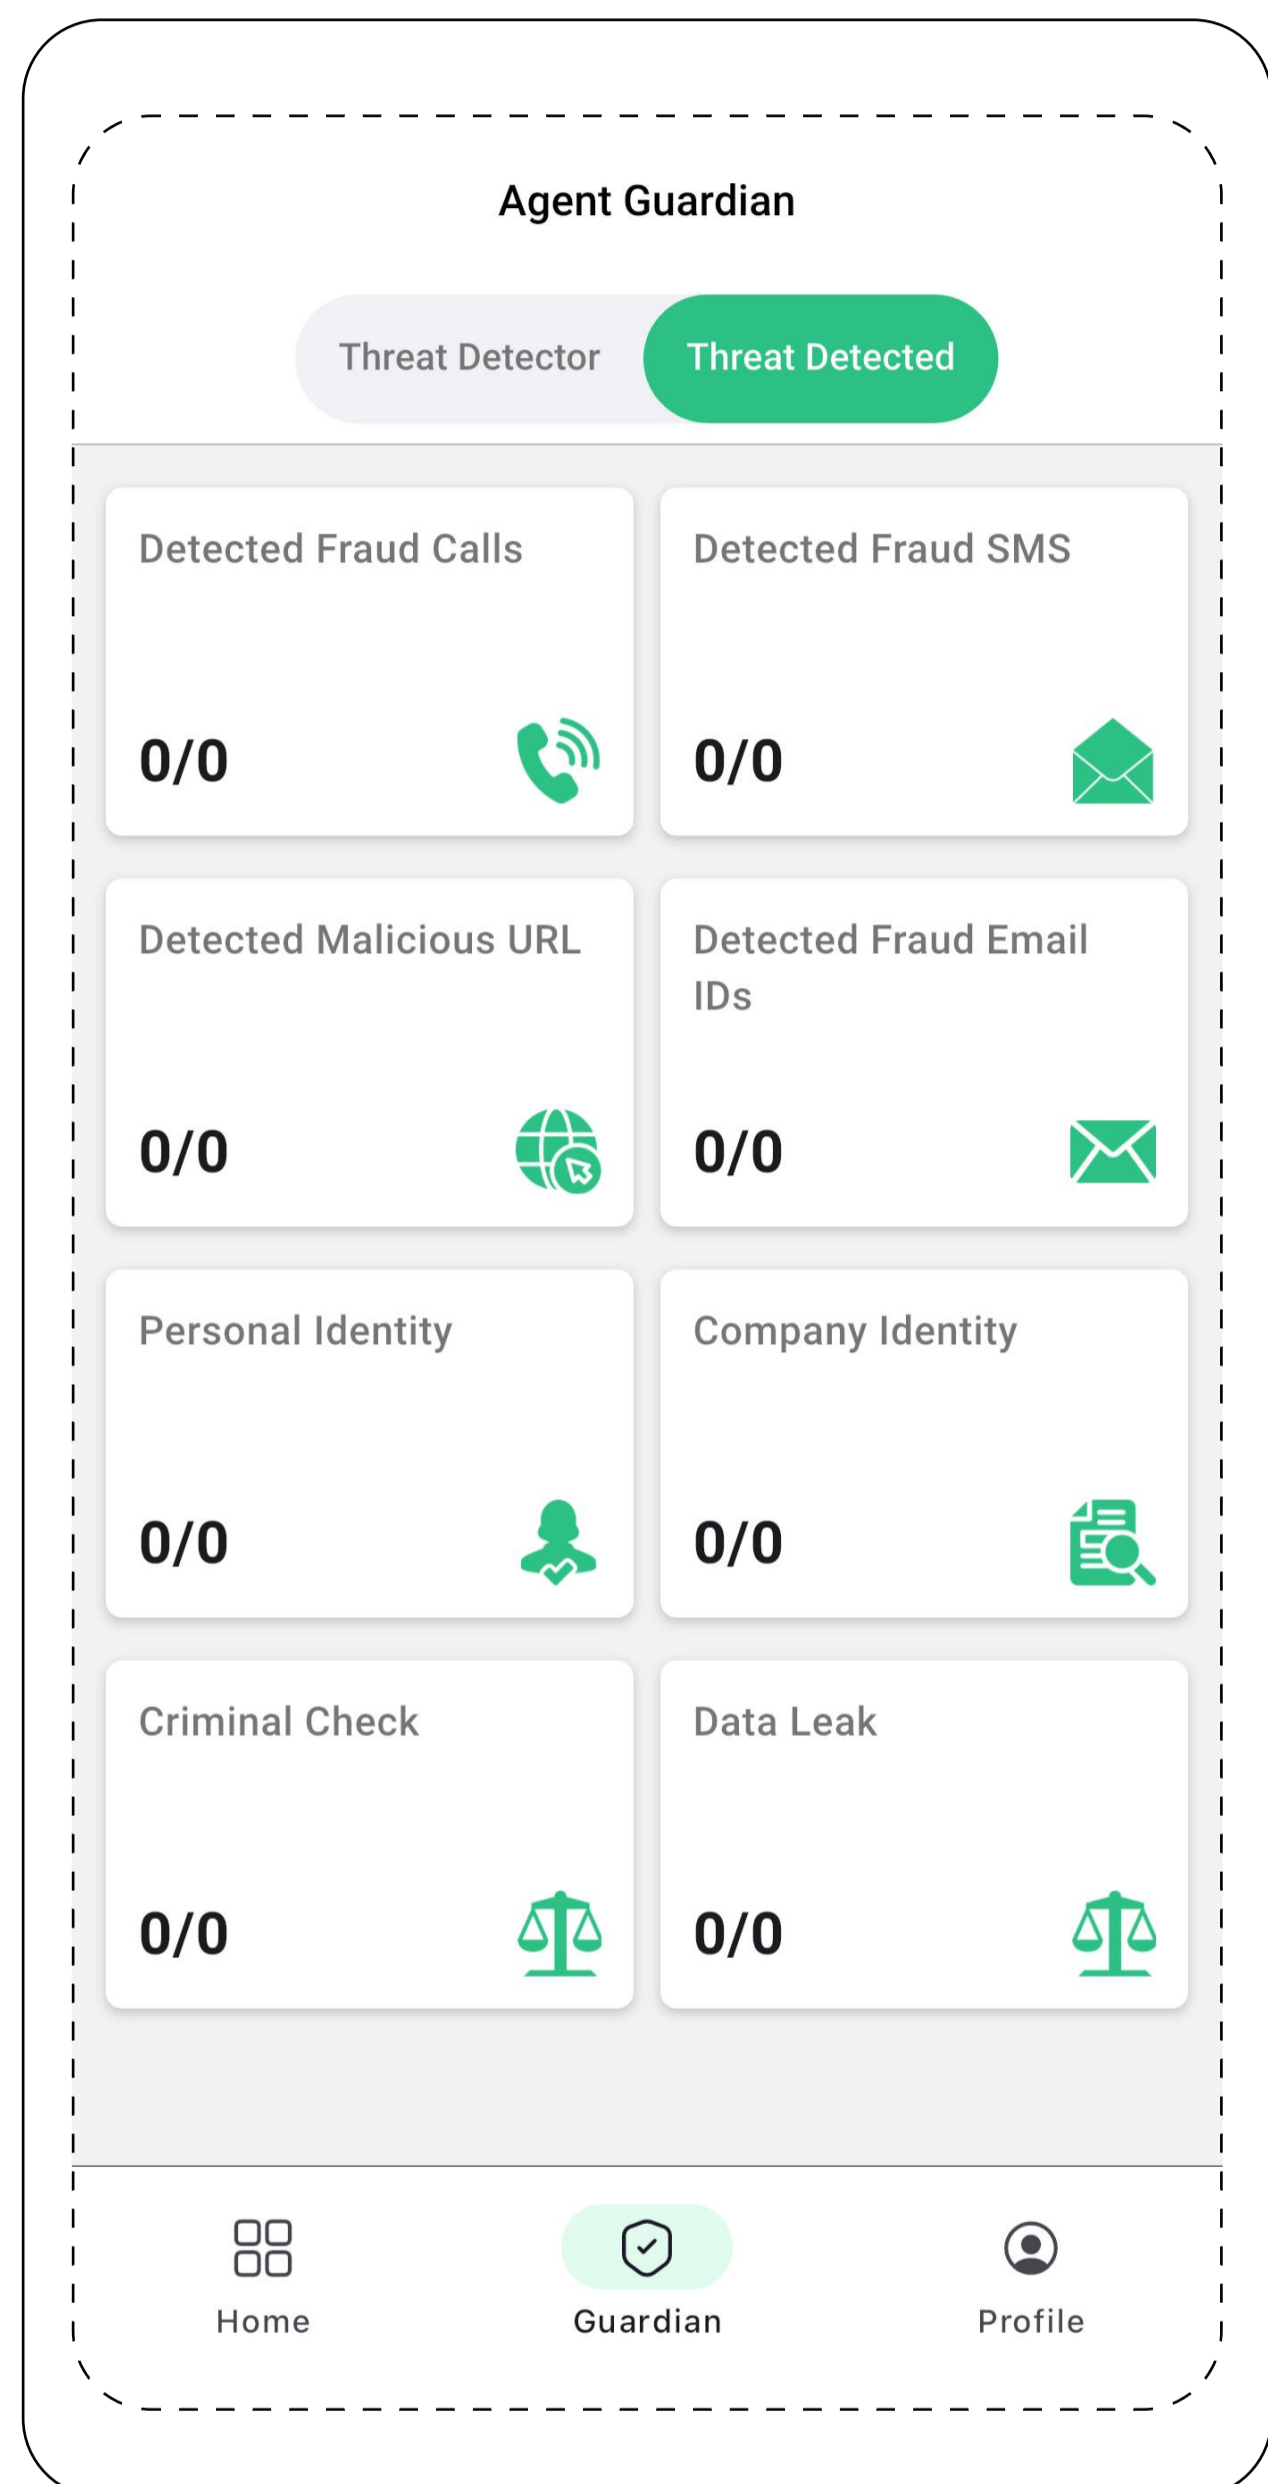 Agent Guardian
Threat Detector
Threat Detected
Detected Fraud Calls
0/0
Detected Fraud SMS
0/0
Detected Malicious URL
0/0
Detected Fraud Email
IDs
0/0
Personal Identity
0/0
Company Identity
0/0
Criminal Check
0/0
Data Leak
0/0
Home
Guardian
Profile